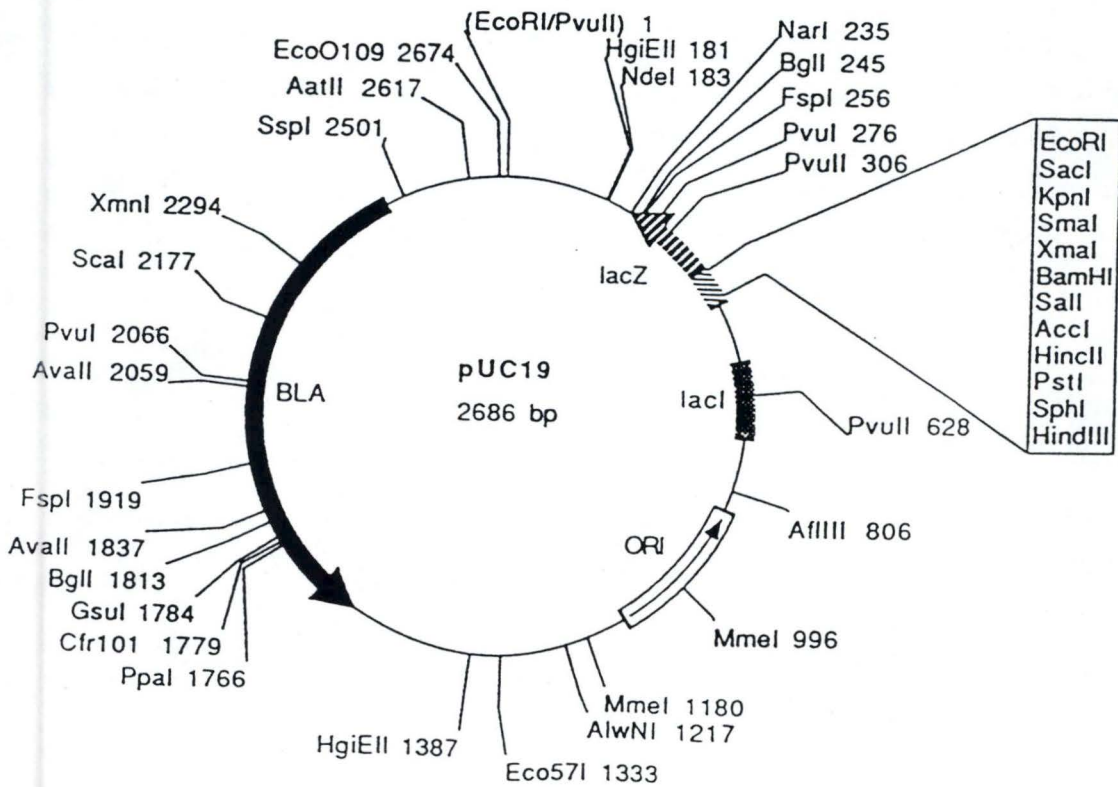 (EcoRI/PvuII) 1
EcoO109 2674
AatII 2617
SspI 2501
XmnI 2294
ScaI 2177
PvuI 2066
AvaII 2059
BLA
FspI 1919
AvaII 1837
BglI 1813
GsuI 1784
Cfr101 1779
PpaI 1766
HgiEII 1387
Eco57I 1333
AlwNI 1217
MmeI 1180
MmeI 996
ORI
AflIII 806
PvuII 628
lacI
pUC19
2686 bp
lacZ
HgiEII 181
NdeI 183
NarI 235
BglI 245
FspI 256
PvuI 276
PvuII 306
EcoRI
SacI
KpnI
SmaI
XmaI
BamHI
SalI
AccI
HincII
PstI
SphI
HindIII